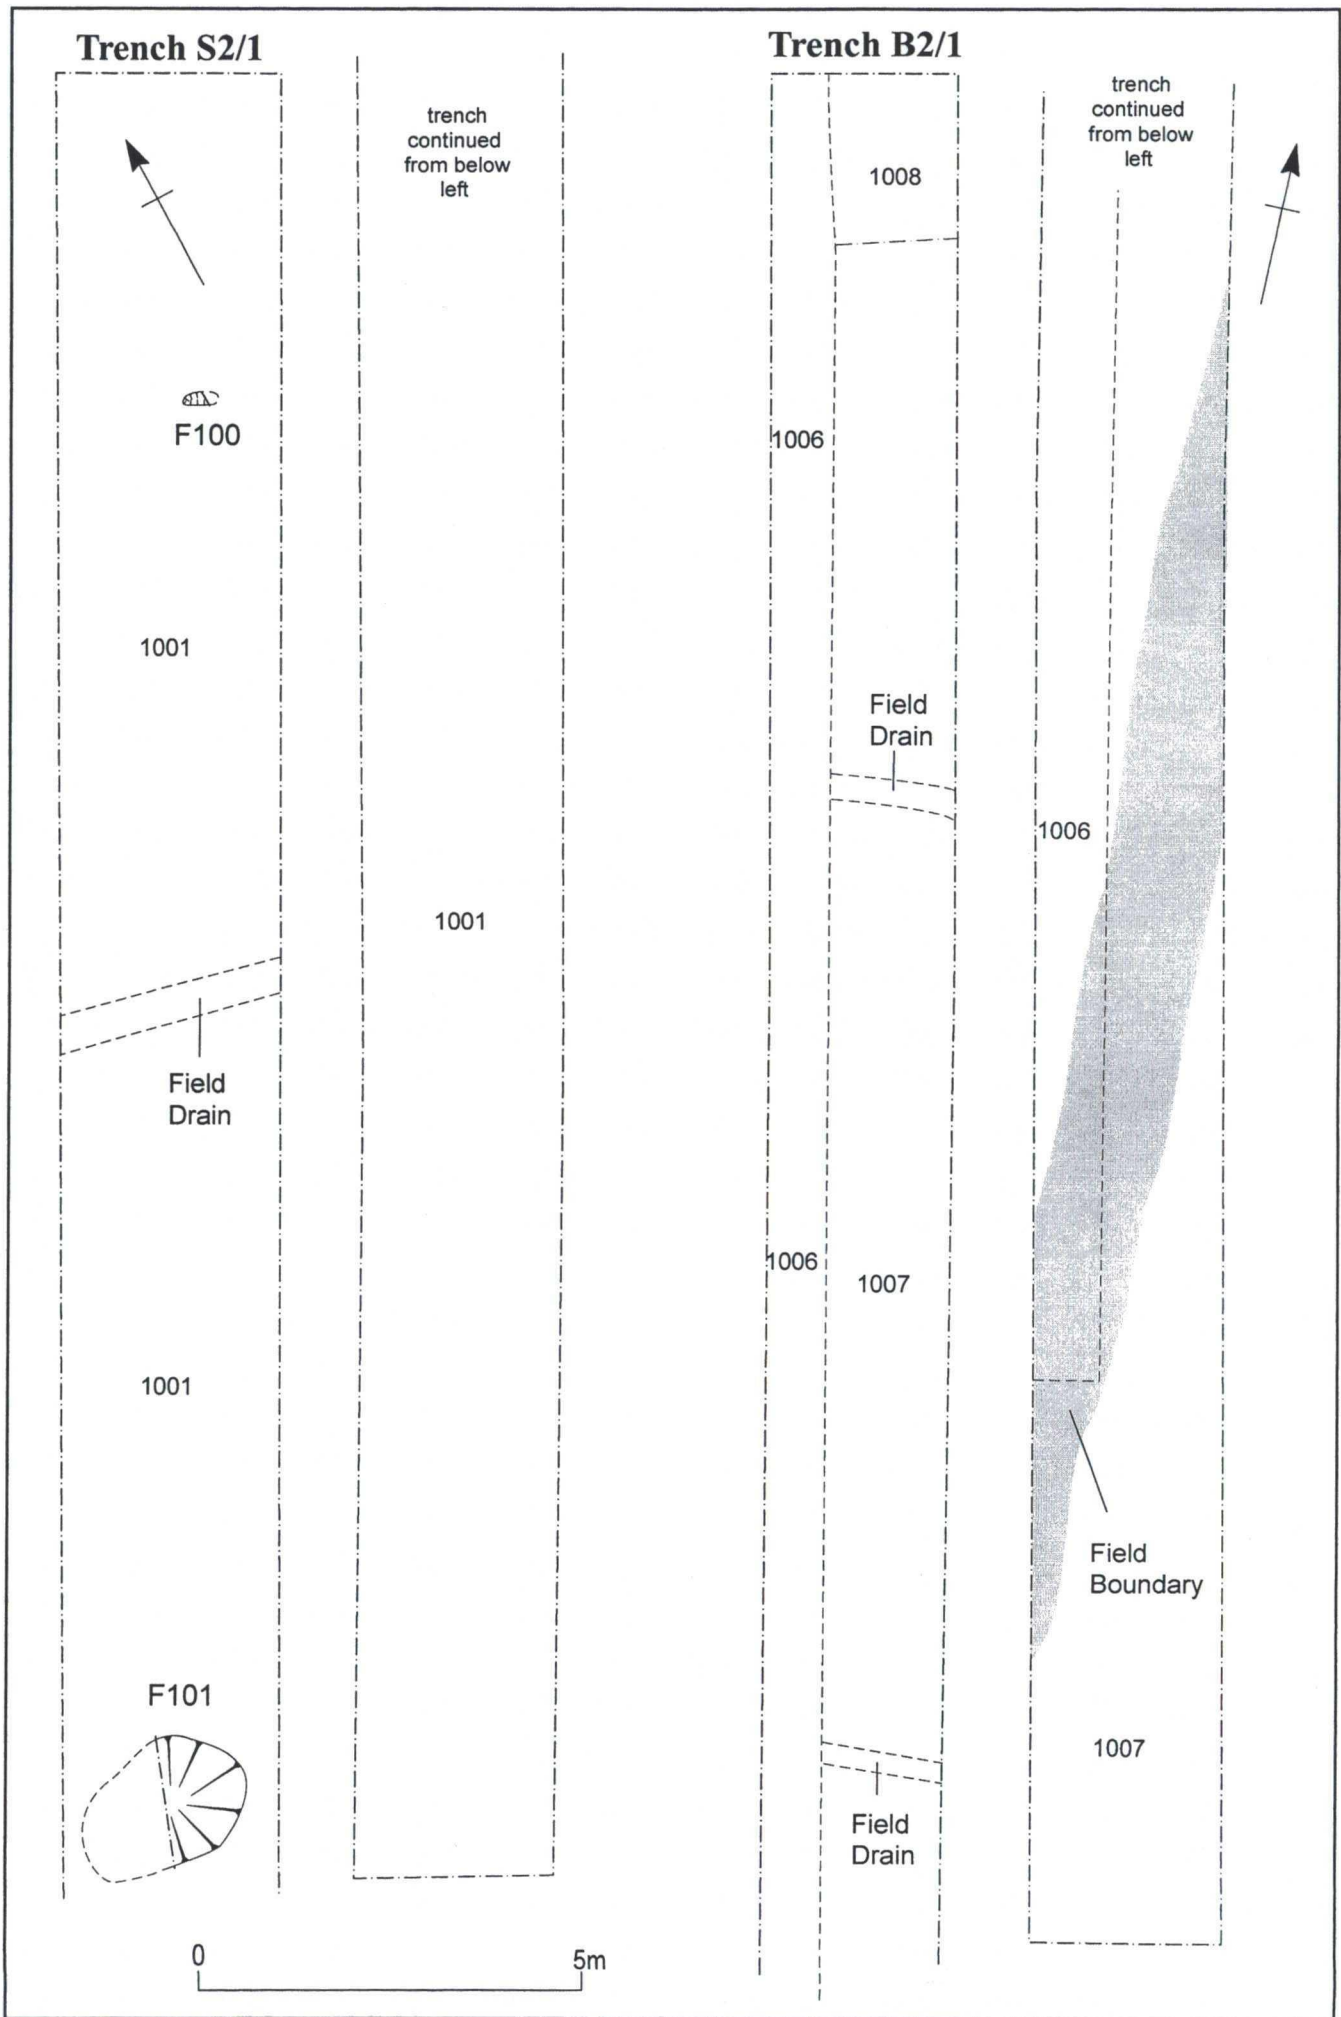 Trench S2/1
trench
continued
from below
left
F100
1001
1001
Field
Drain
1001
F101
0
5m
Trench B2/1
1008
trench
continued
from below
left
1006
Field
Drain
1006
1006
1007
Field
Boundary
1007
Field
Drain